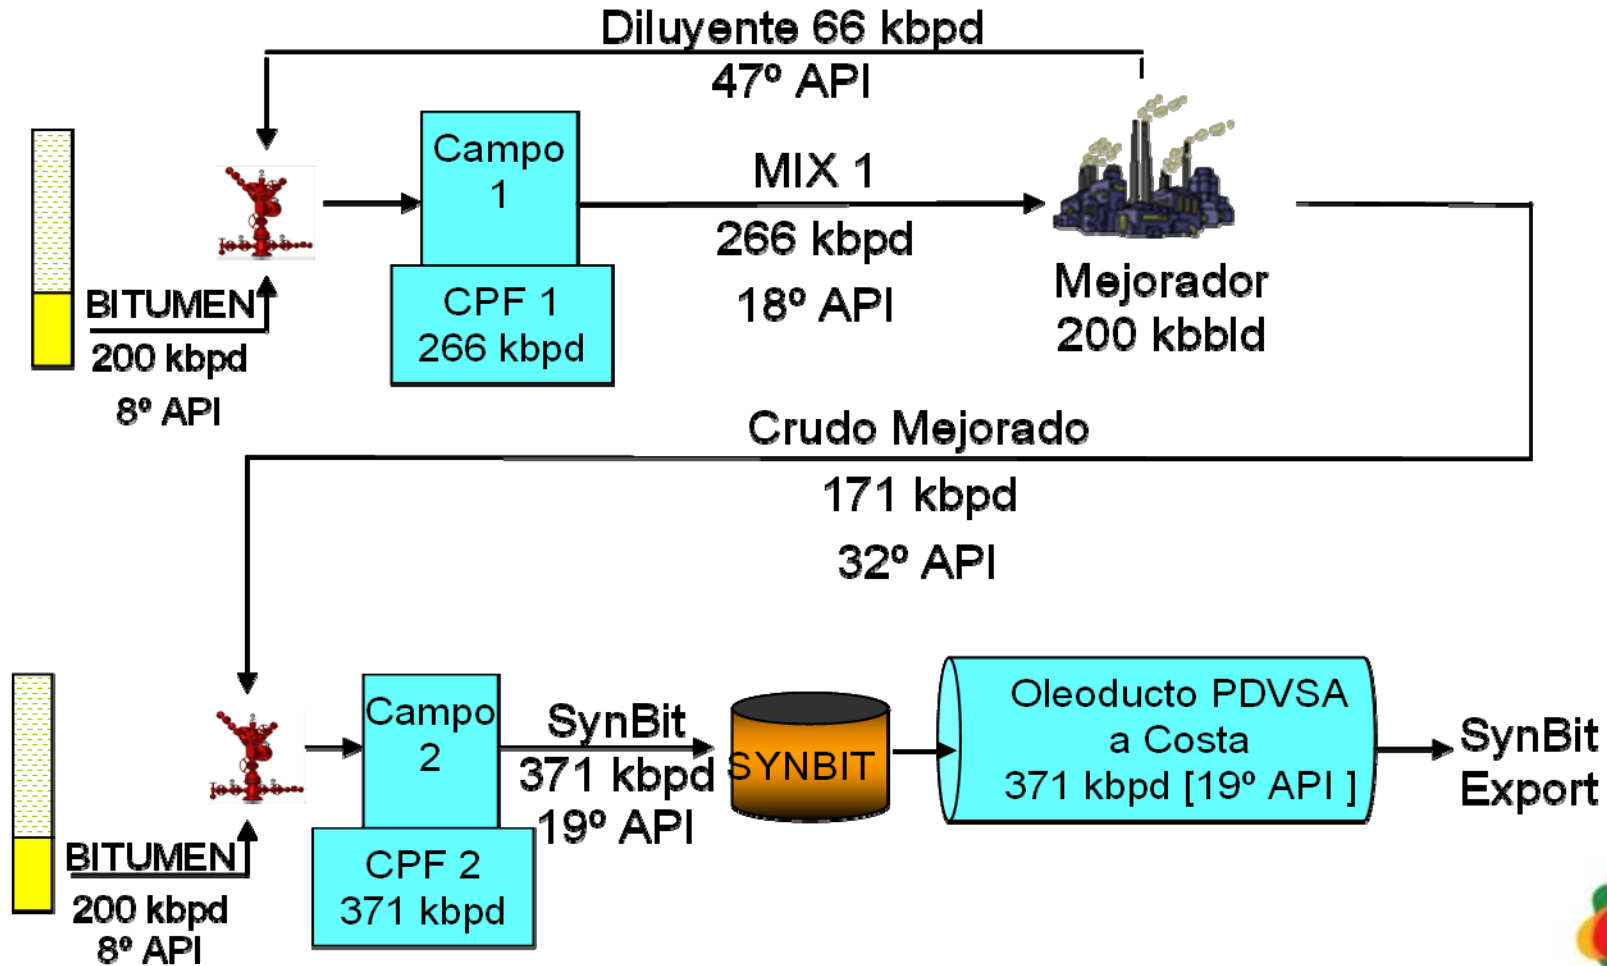 Diluyente 66 kbpd
47º API
Campo
1
CPF 1
266 kbpd
MIX 1
266 kbpd
18º API
Mejorador
200 kbbld
BITUMEN
200 kbpd
8º API
Crudo Mejorado
171 kbpd
32º API
Campo
2
CPF 2
371 kbpd
SynBit
371 kbpd
19º API
SYNBIT
Oleoducto PDVSA
a Costa
371 kbpd [19º API ]
SynBit
Export
BITUMEN
200 kbpd
8º API